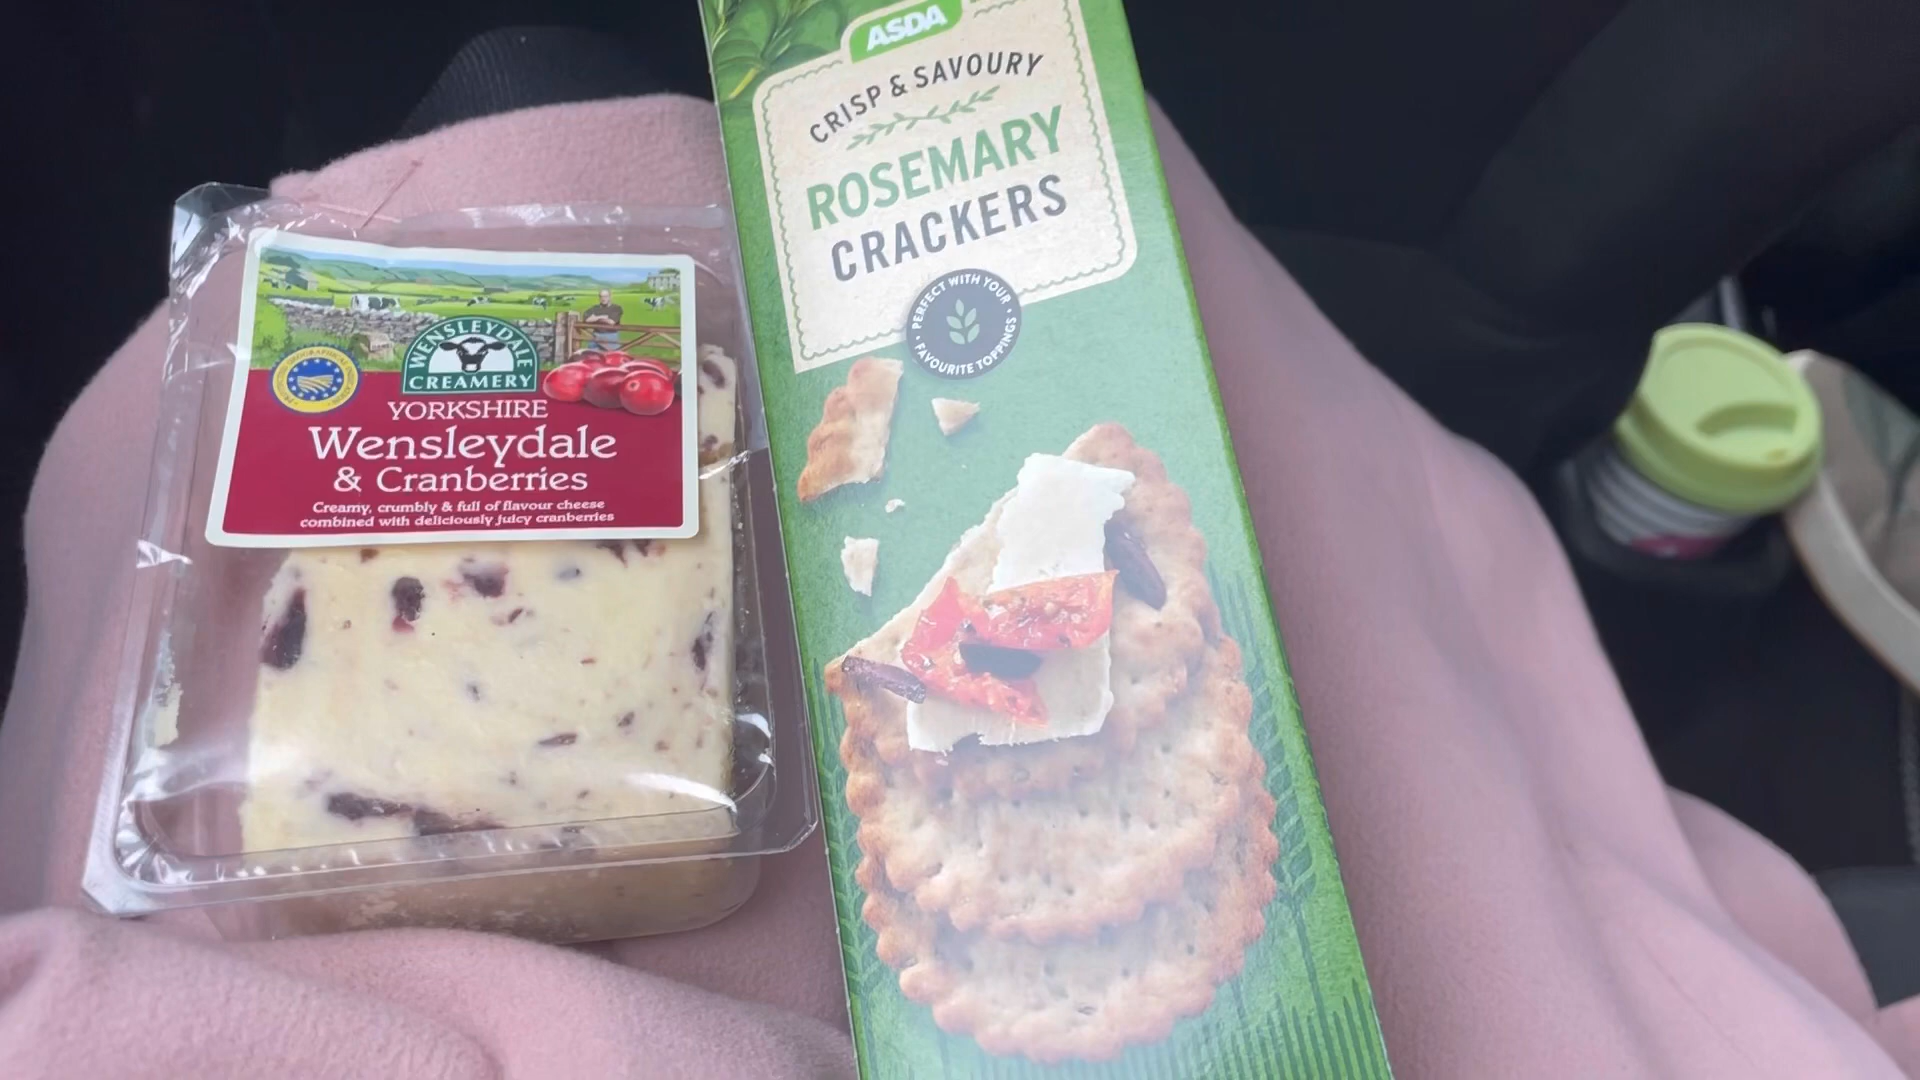 WENSLEYDALE
CREAMERY
YORKSHIRE
Wensleydale
& Cranberries
Creamy, crumbly & full of flavour cheese
combined with deliciously juicy cranberries
ASDA
CRISP & SAVOURY
ROSEMARY
CRACKERS
PERFECT WITH YOUR
FAVOURITE TOPPINGS